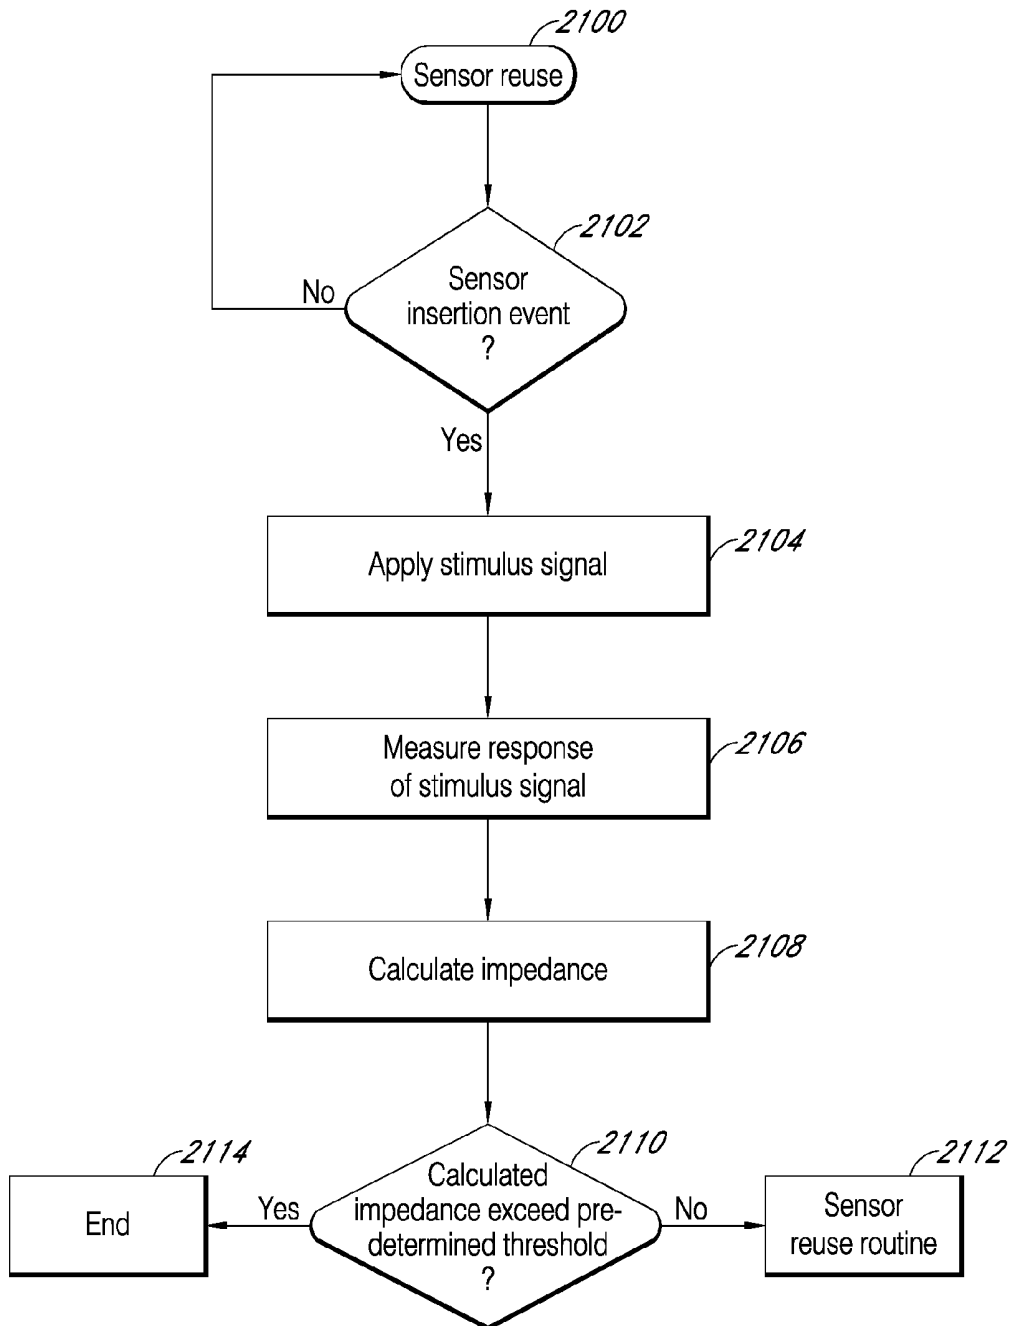 2100
Sensor reuse
2102
Sensor
insertion event
?
No
Yes
2104
Apply stimulus signal
2106
Measure response
of stimulus signal
2108
Calculate impedance
2114
2110
2112
End
Yes
Calculated
impedance exceed pre-
determined threshold
?
No
Sensor
reuse routine